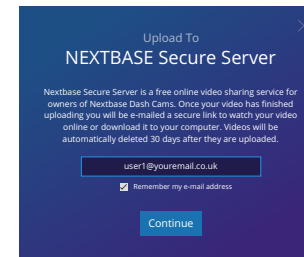 Upload To
NEXTBASE Secure Server
Nextbase Secure Server is a free online video sharing service for
owners of Nextbase Dash Cams. Once your video has finished
uploading you will be e-mailed a secure link to watch your video
online or download it to your computer. Videos will be
automatically deleted 30 days after they are uploaded.
user1@youremail.co.uk
Remember my e-mail address
Continue